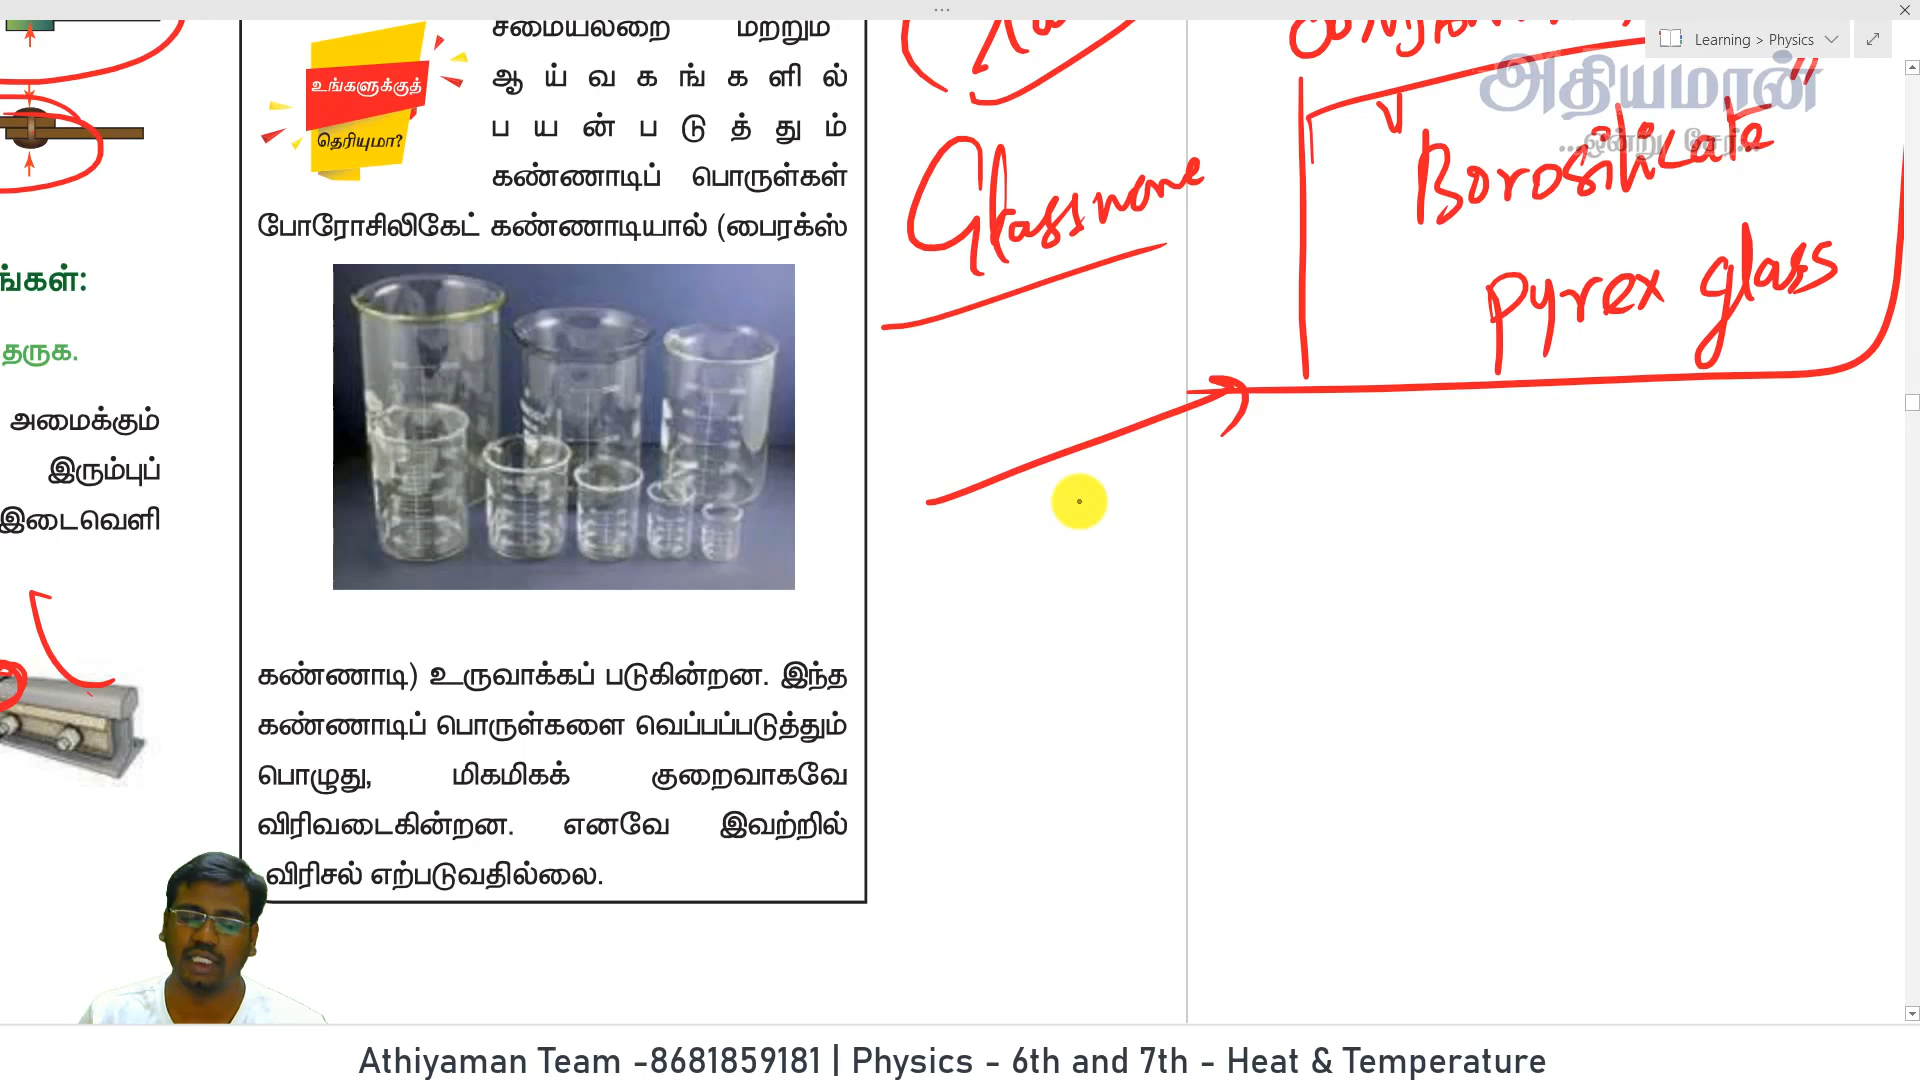 Learning > Physics
அதியமான்
...ஒன்று சேர்...
சமையலறை மற்றும்
உங்களுக்குத்
தெரியுமா?
ஆய்வகங்களில்
பயன்படுத்தும்
கண்ணாடிப் பொருள்கள்
போரோசிலிகேட் கண்ணாடியால் (பைரக்ஸ்
கண்ணாடி) உருவாக்கப் படுகின்றன. இந்த
கண்ணாடிப் பொருள்களை வெப்பப்படுத்தும்
பொழுது, மிகமிகக் குறைவாகவே
விரிவடைகின்றன. எனவே இவற்றில்
விரிசல் எற்படுவதில்லை.
ங்கள்:
தருக.
அமைக்கும்
இரும்புப்
இடைவெளி
Borosilicate
pyrex glass
Athiyaman Team -8681859181 | Physics - 6th and 7th - Heat & Temperature